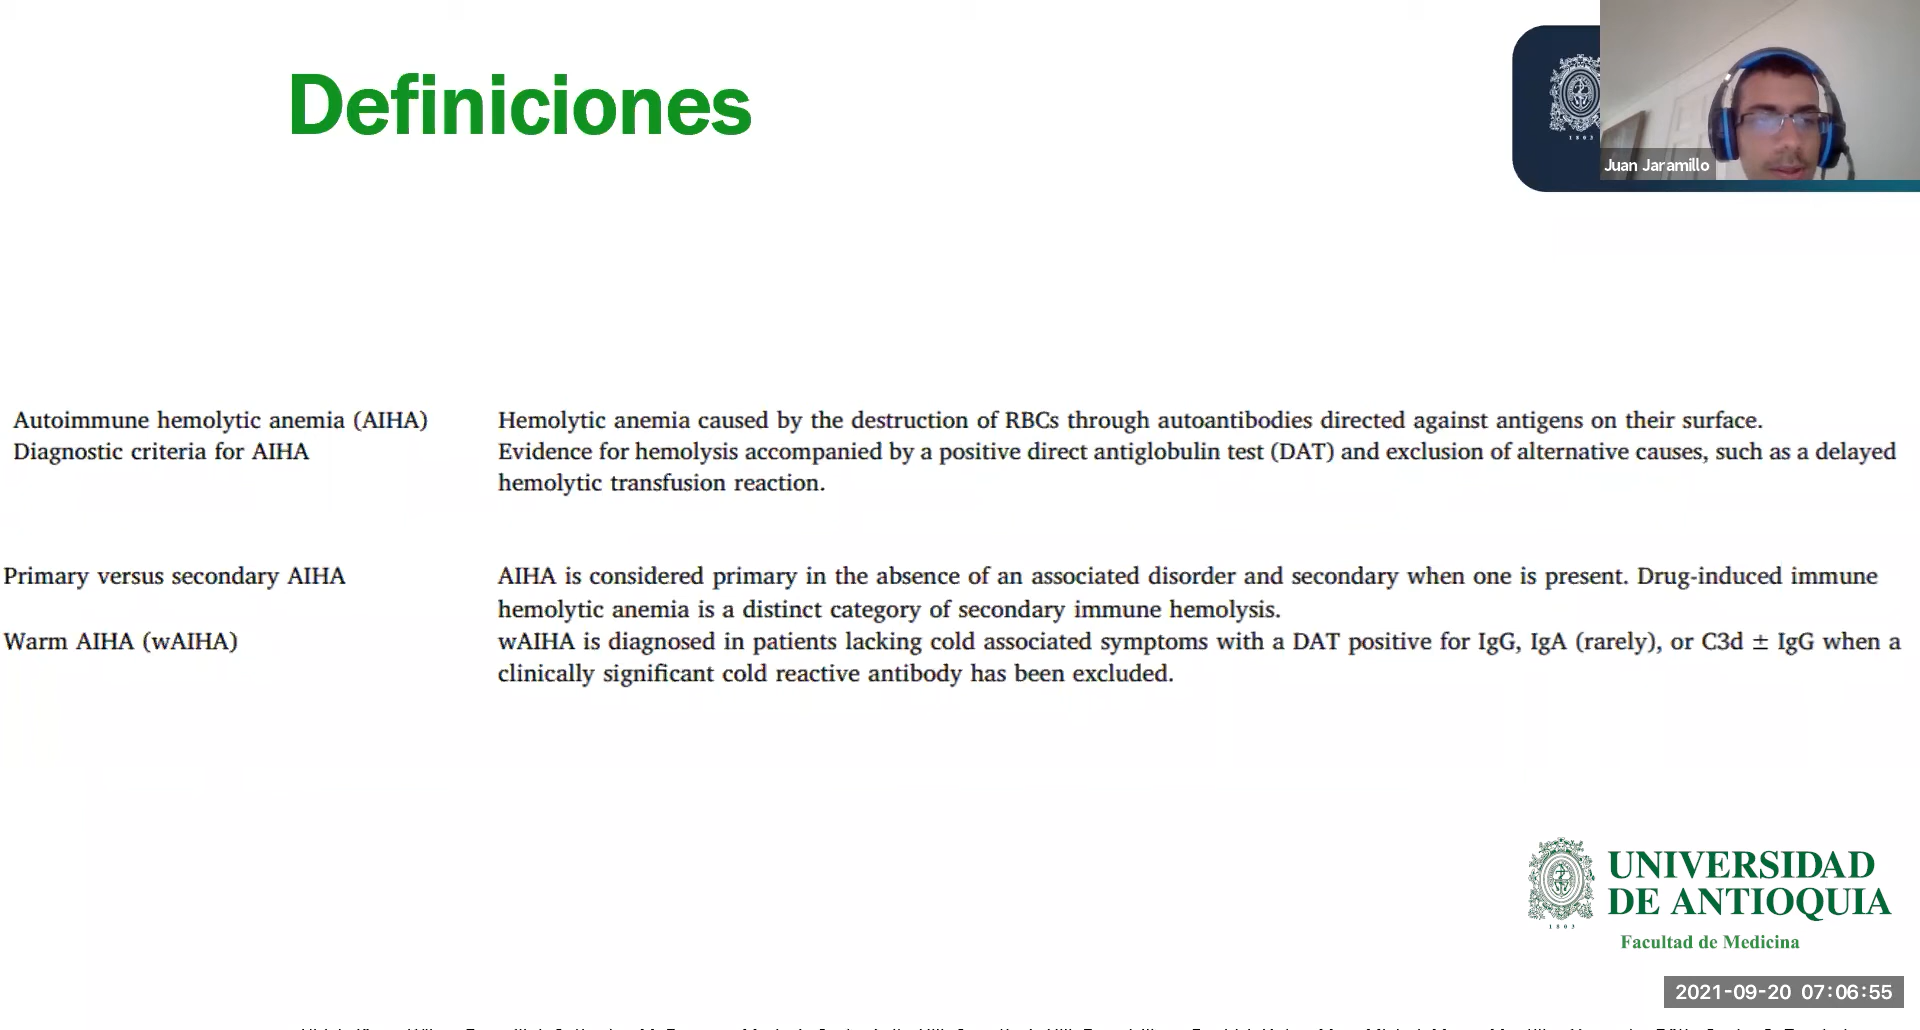 Definiciones
1803
Juan Jaramillo
Autoimmune hemolytic anemia (AIHA)
Hemolytic anemia caused by the destruction of RBCs through autoantibodies directed against antigens on their surface.
Diagnostic criteria for AIHA
Evidence for hemolysis accompanied by a positive direct antiglobulin test (DAT) and exclusion of alternative causes, such as a delayed
hemolytic transfusion reaction.
Primary versus secondary AIHA
AIHA is considered primary in the absence of an associated disorder and secondary when one is present. Drug-induced immune
hemolytic anemia is a distinct category of secondary immune hemolysis.
Warm AIHA (wAIHA)
wAIHA is diagnosed in patients lacking cold associated symptoms with a DAT positive for IgG, IgA (rarely), or C3d ± IgG when a
clinically significant cold reactive antibody has been excluded.
UNIVERSIDAD
DE ANTIOQUIA
1803
Facultad de Medicina
2021-09-20 07:06:55